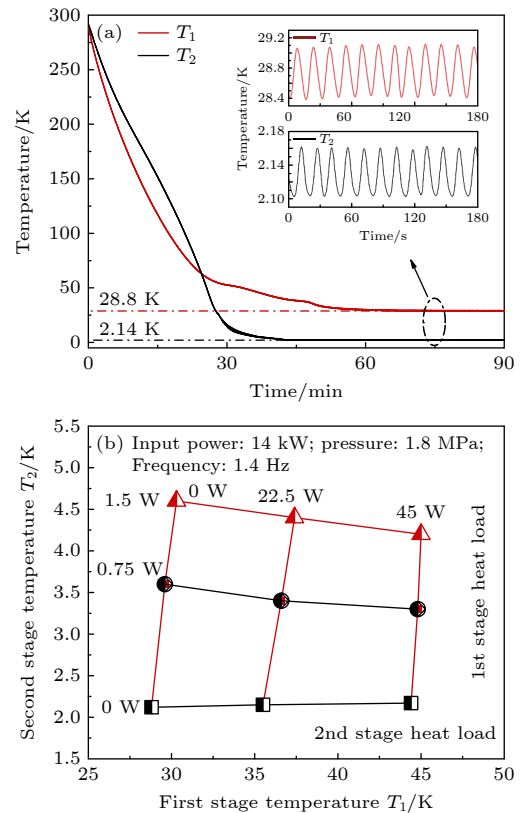 (a)
T1
T2
300
250
200
150
100
50
0
Temperature/K
28.8 K
2.14 K
0
30
60
90
Time/min
T1
29.2
28.8
28.4
0
60
120
180
T2
2.18
2.14
2.10
0
60
120
180
Temperature/K
Time/s
(b)
Input power: 14 kW; pressure: 1.8 MPa;
Frequency: 1.4 Hz
5.5
5.0
4.5
4.0
3.5
3.0
2.5
2.0
1.5
Second stage temperature T2/K
1.5 W
0 W
22.5 W
45 W
0.75 W
0 W
1st stage heat load
2nd stage heat load
25
30
35
40
45
50
First stage temperature T1/K